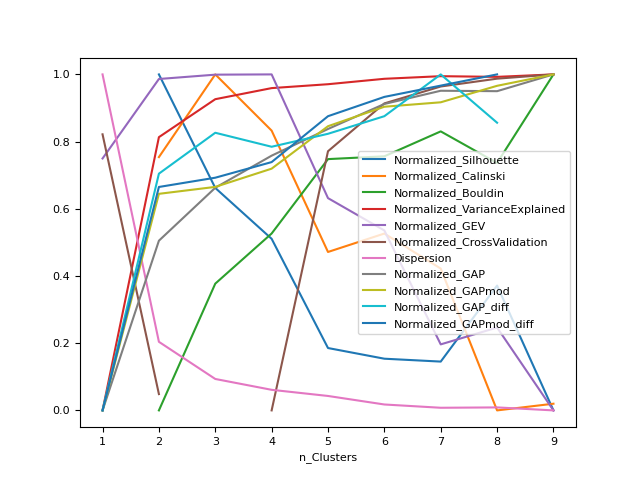 1.0
0.8
0.6
0.4
0.2
0.0
Normalized_Silhouette
Normalized_Calinski
Normalized_Bouldin
Normalized_VarianceExplained
Normalized_GEV
Normalized_CrossValidation
Dispersion
Normalized_GAP
Normalized_GAPmod
Normalized_GAP_diff
Normalized_GAPmod_diff
1 2 3 4 5 6 7 8 9
n_Clusters